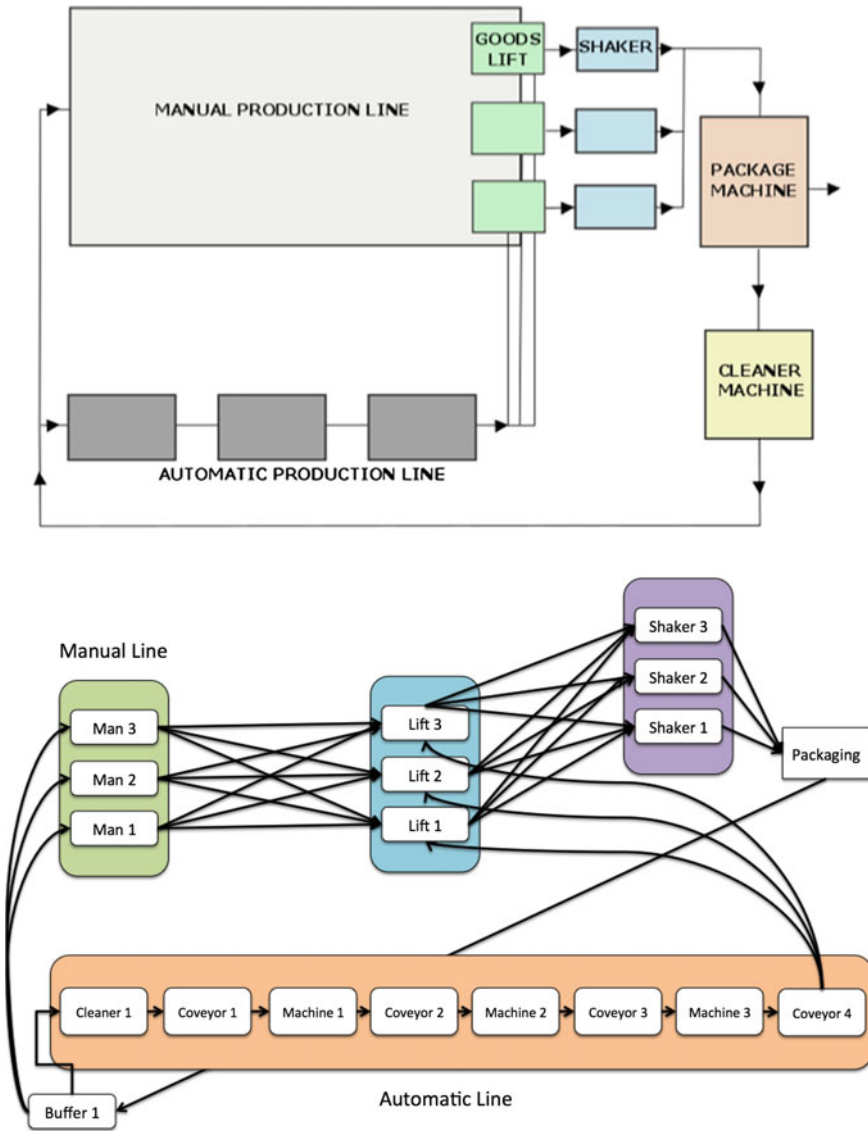 GOODS
LIFT
SHAKER
MANUAL PRODUCTION LINE
PACKAGE
MACHINE
CLEANER
MACHINE
AUTOMATIC PRODUCTION LINE
Manual Line
Man 3
Man 2
Man 1
Lift 3
Lift 2
Lift 1
Shaker 3
Shaker 2
Shaker 1
Packaging
Cleaner 1
Coveyor 1
Machine 1
Coveyor 2
Machine 2
Coveyor 3
Machine 3
Coveyor 4
Buffer 1
Automatic Line